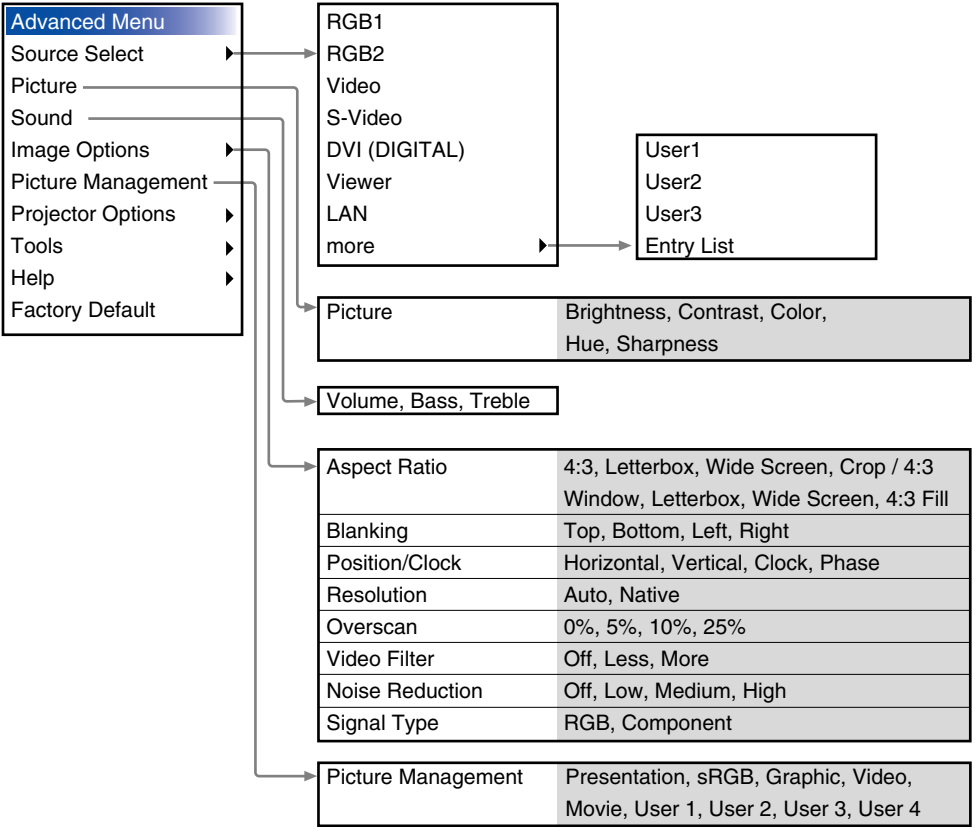 Advanced Menu
Source Select
Picture
Sound
Image Options
Picture Management
Projector Options
Tools
Help
Factory Default
RGB1
RGB2
Video
S-Video
DVI (DIGITAL)
Viewer
LAN
more
User1
User2
User3
Entry List
Picture
Brightness, Contrast, Color,
Hue, Sharpness
Volume, Bass, Treble
Aspect Ratio
4:3, Letterbox, Wide Screen, Crop / 4:3
Window, Letterbox, Wide Screen, 4:3 Fill
Blanking
Top, Bottom, Left, Right
Position/Clock
Horizontal, Vertical, Clock, Phase
Resolution
Auto, Native
Overscan
0%, 5%, 10%, 25%
Video Filter
Off, Less, More
Noise Reduction
Off, Low, Medium, High
Signal Type
RGB, Component
Picture Management
Presentation, sRGB, Graphic, Video,
Movie, User 1, User 2, User 3, User 4